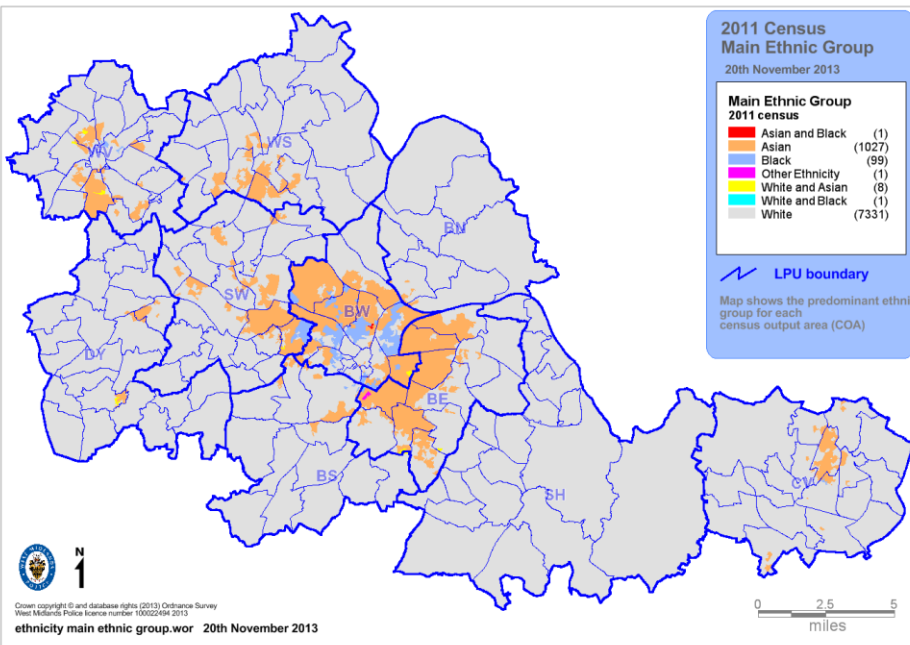 2011 Census
Main Ethnic Group
20th November 2013
Main Ethnic Group
2011 census
Asian and Black (1)
Asian (1027)
Black (99)
Other Ethnicity (1)
White and Asian (8)
White and Black (1)
White (7331)
LPU boundary
Map shows the predominant ethni
group for each
census output area (COA)
WV
WS
BN
SW
BW
DY
BE
BS
SH
CV
N
1
Crown copyright © and database rights (2013) Ordnance Survey
West Midlands Police licence number 100022494 2013
ethnicity main ethnic group.wor 20th November 2013
0 2.5 5
miles